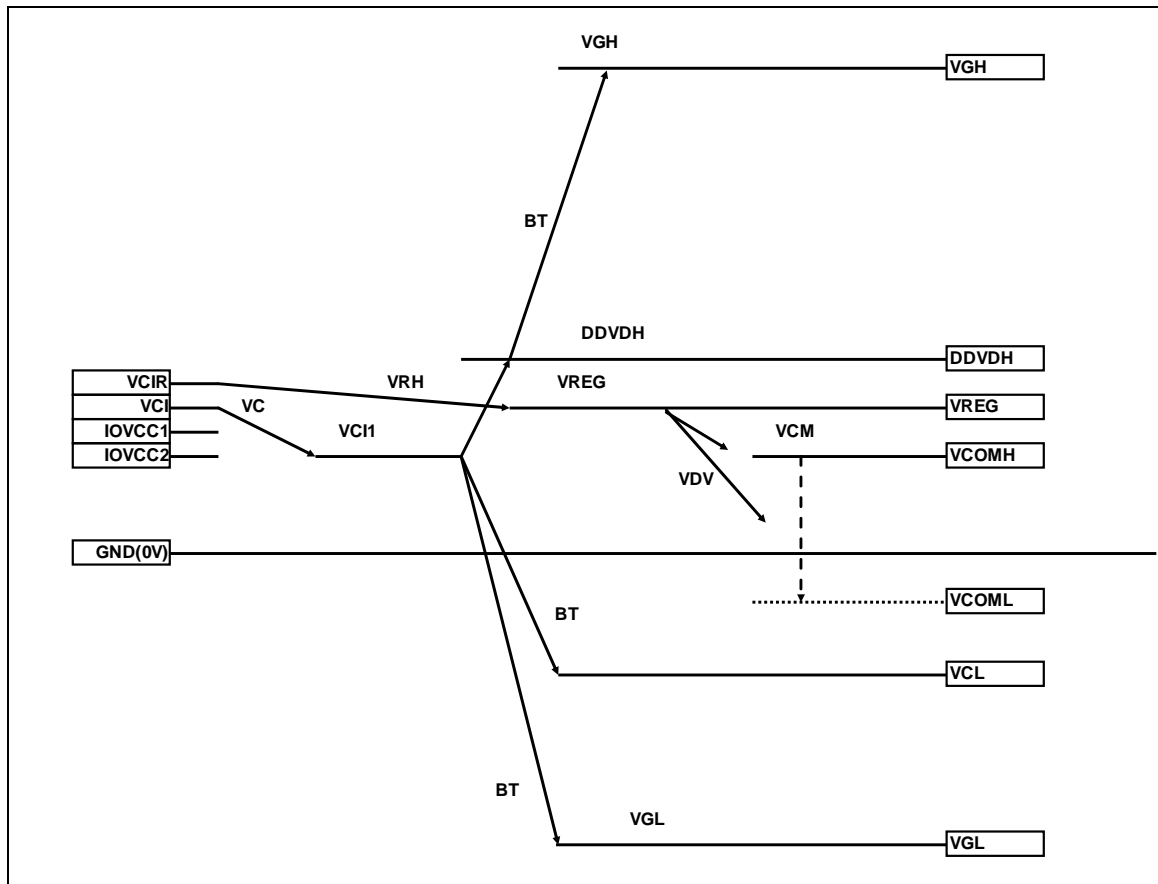 VGH
VGH
BT
DDVDH
DDVDH
VCIR
VRH
VREG
VCI
VC
VREG
IOVCC1
VCI1
VCM
IOVCC2
VCOMH
VDV
GND(0V)
VCOML
BT
VCL
BT
VGL
VGL